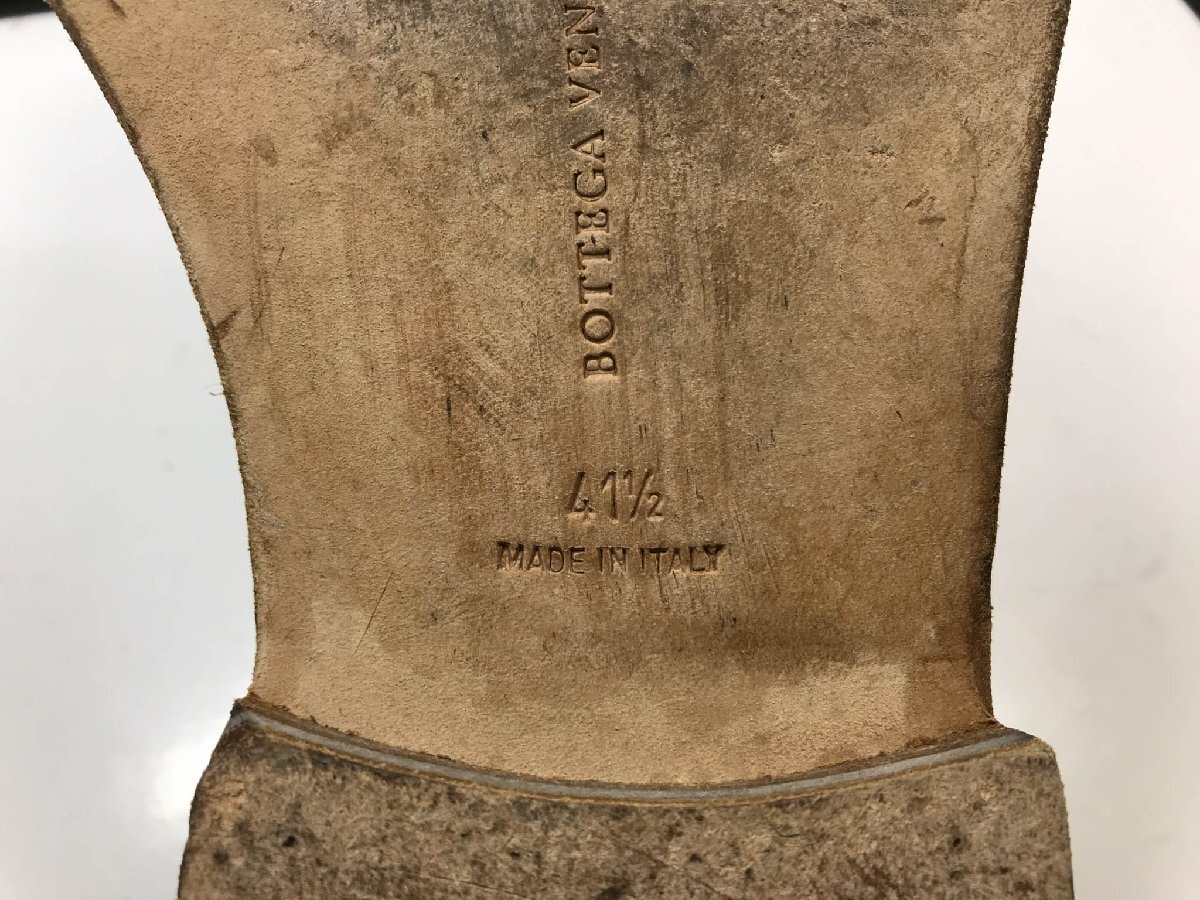 BOTTEGA VEN
41½
MADE IN ITALY